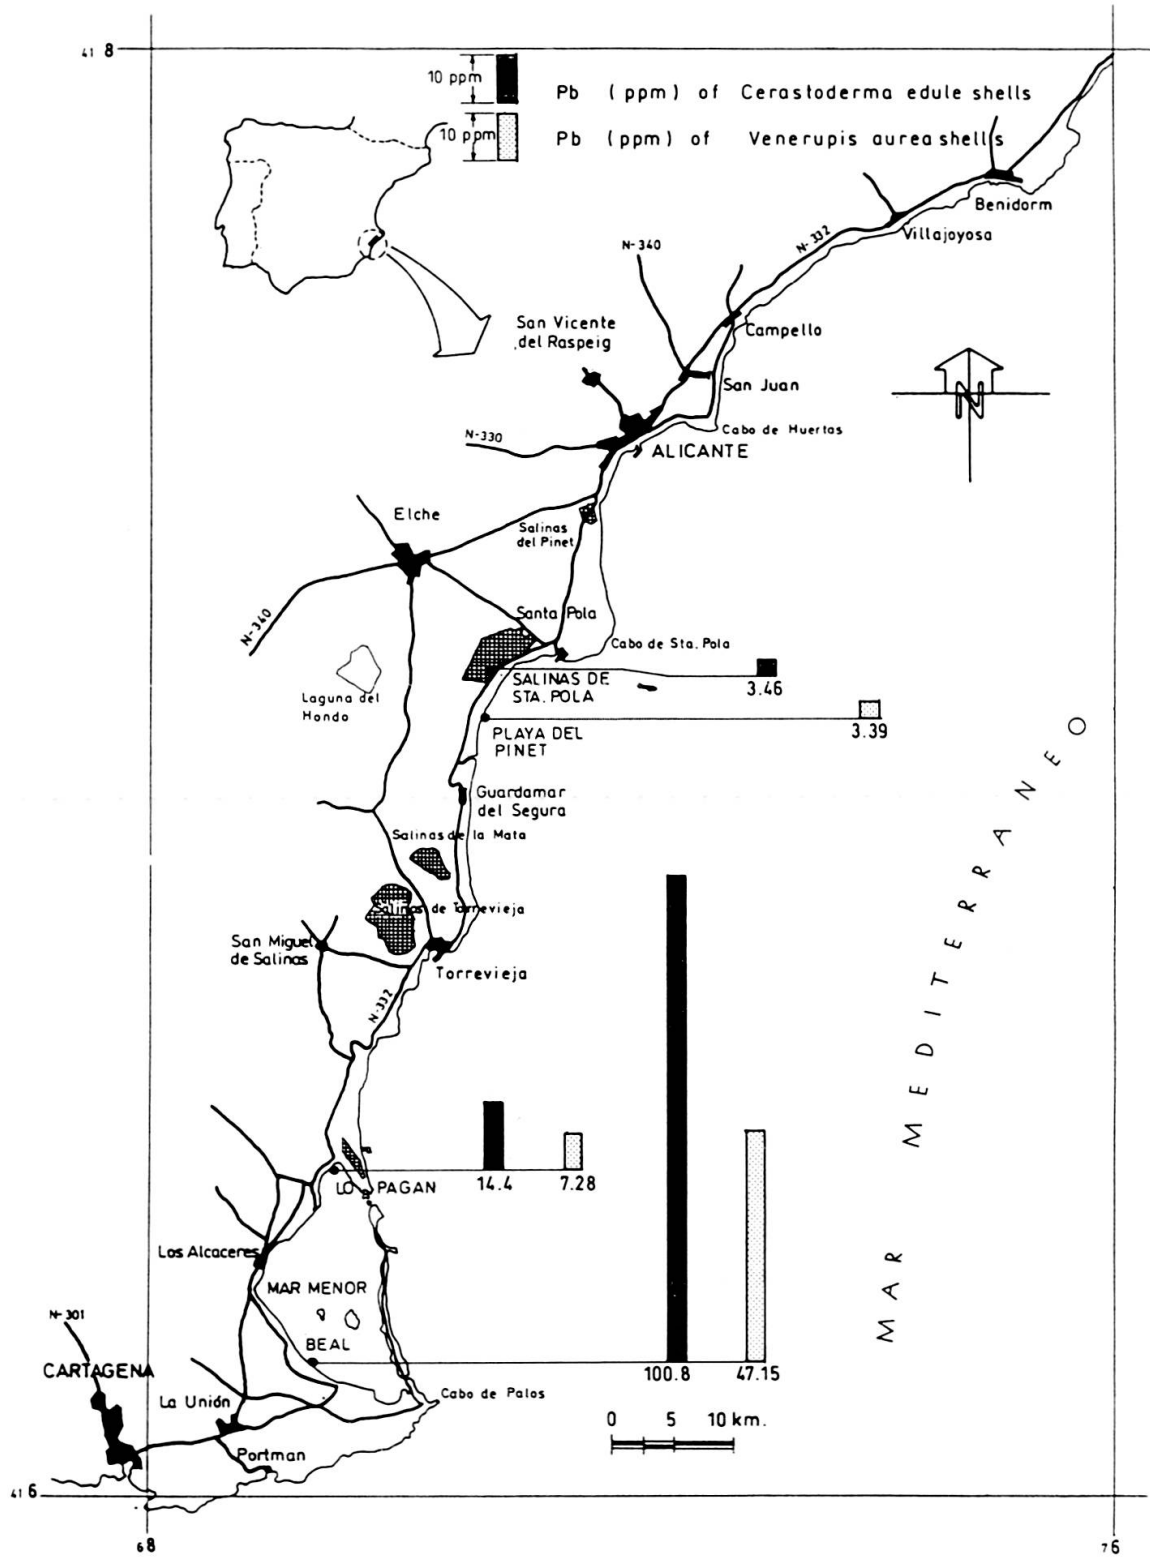 41 8
10 ppm
Pb ( ppm ) of Cerastoderma edule shells
10 ppm
Pb ( ppm ) of Venerupis aurea shells
Benidorm
Villajoyosa
N-332
N-340
San Vicente
del Raspeig
Campello
San Juan
N
Cabo de Huertas
N-330
ALICANTE
Elche
Salinas
del Pinet
N-340
Santa Pola
Cabo de Sta. Pola
Laguna del
Hondo
SALINAS DE
STA. POLA
3.46
PLAYA DEL
PINET
3.39
Guardamar
del Segura
Salinas de la Mata
Salinas de Torrevieja
San Miguel
de Salinas
Torrevieja
N-332
MAR MEDITERRANEO
LO PAGAN
14.4
7.28
Los Alcaceres
MAR MENOR
N-301
BEAL
CARTAGENA
100.8
47.15
La Unión
Cabo de Palos
0 5 10 km.
Portman
41 6
68
76